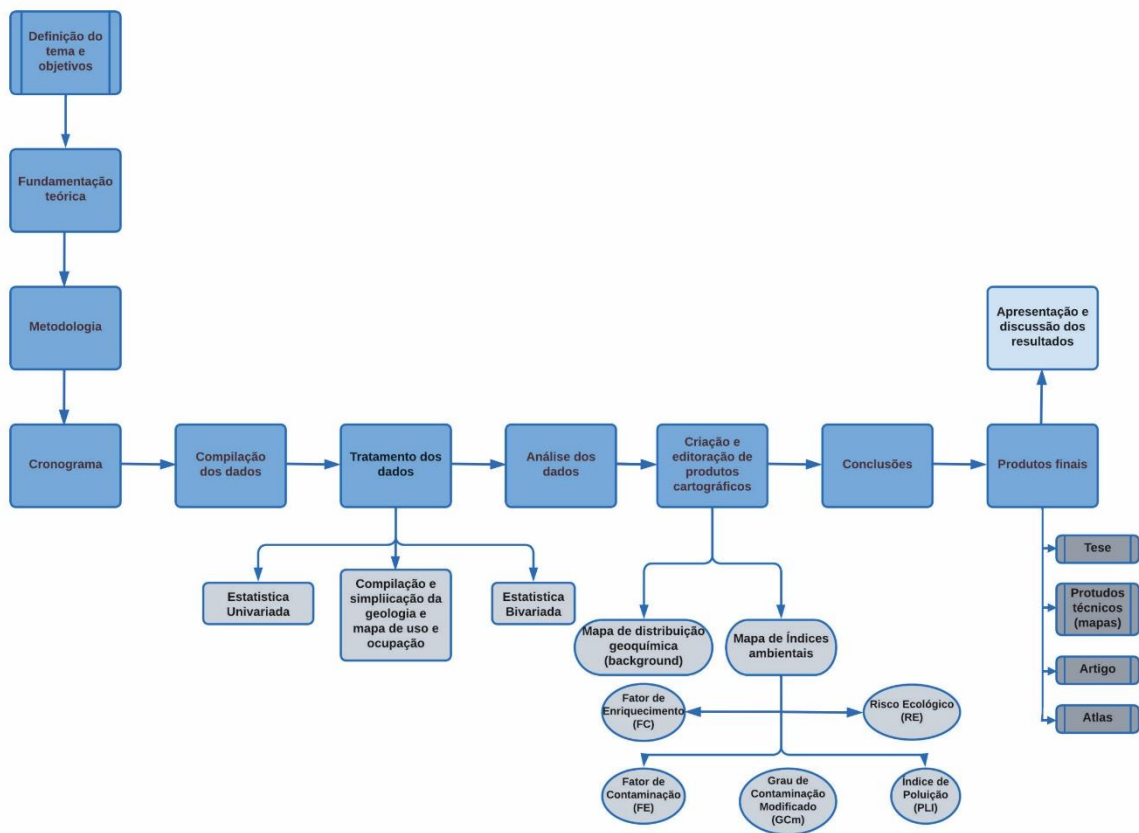 Definição do
tema e
objetivos
Fundamentação
teórica
Metodologia
Apresentação e
discussão dos
resultados
Cronograma
Compilação
dos dados
Tratamento dos
dados
Análise dos
dados
Criação e
editoração de
produtos
cartográficos
Conclusões
Produtos finais
Estatistica
Univariada
Compilação e
simpliicação da
geologia e
mapa de uso e
ocupação
Estatistica
Bivariada
Mapa de distribuição
geoquímica
(background)
Mapa de Índices
ambientais
Tese
Protudos
técnicos
(mapas)
Artigo
Atlas
Fator de
Enriquecimento
(FC)
Risco Ecológico
(RE)
Fator de
Contaminação
(FE)
Grau de
Contaminação
Modificado
(GCm)
Índice de
Poluição
(PLI)